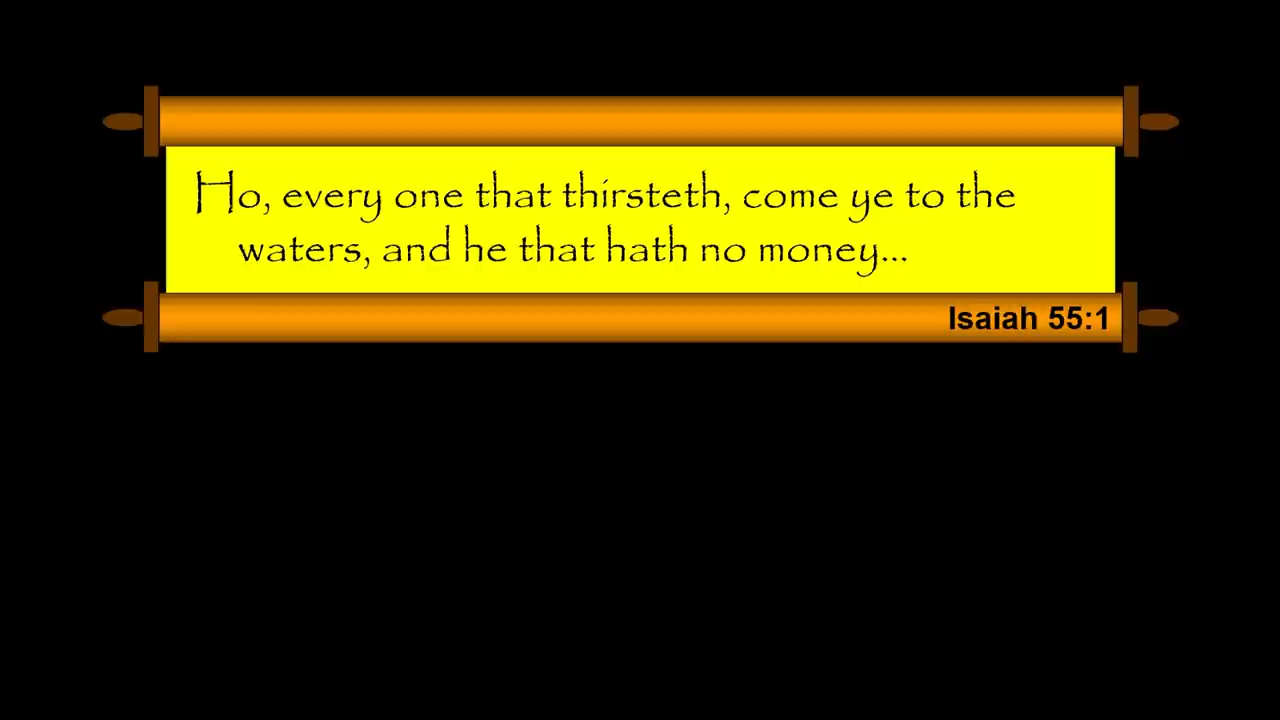 Ho, every one that thirsteth, come ye to the
waters, and he that hath no money...
Isaiah 55:1